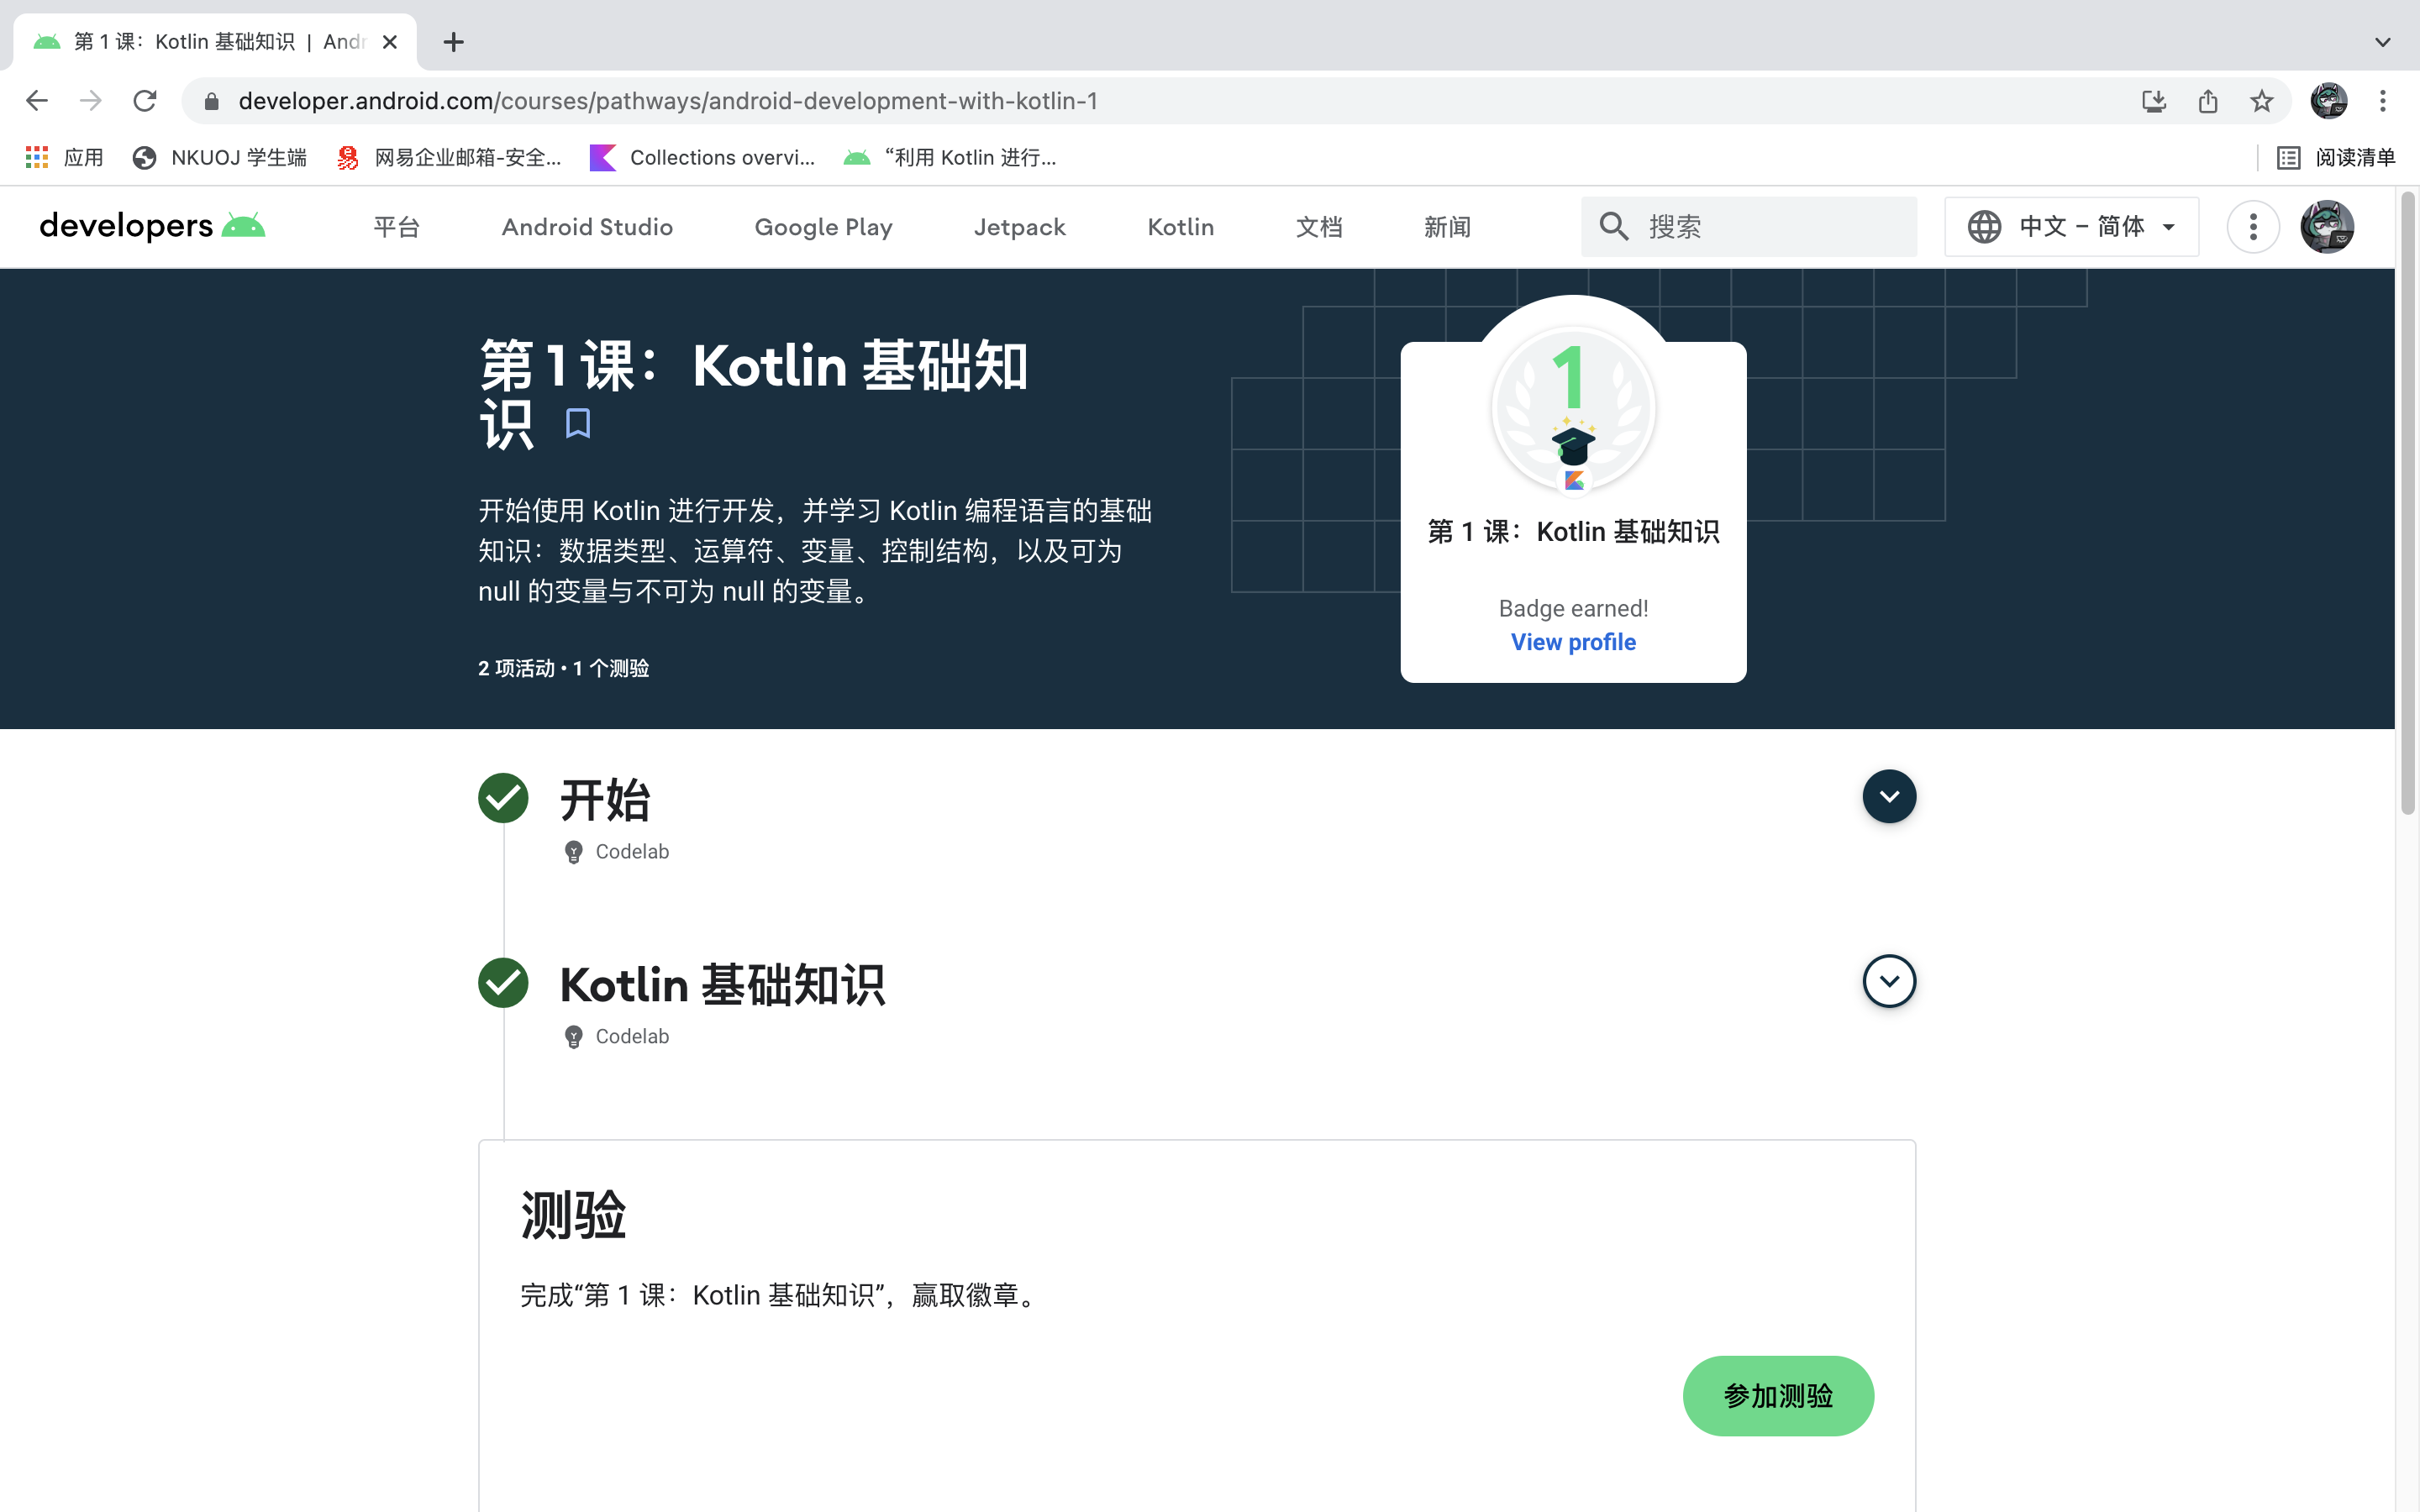 第 1 课：Kotlin 基础知识 | Andr
developer.android.com/courses/pathways/android-development-with-kotlin-1
应用
NKUOJ 学生端
网易企业邮箱-安全...
Collections overvi...
“利用 Kotlin 进行...
阅读清单
developers
平台
Android Studio
Google Play
Jetpack
Kotlin
文档
新闻
搜索
中文 – 简体
第 1 课：Kotlin 基础知
识
开始使用 Kotlin 进行开发，并学习 Kotlin 编程语言的基础
知识：数据类型、运算符、变量、控制结构，以及可为
null 的变量与不可为 null 的变量。
2 项活动 • 1 个测验
1
第 1 课：Kotlin 基础知识
Badge earned!
View profile
开始
Codelab
Kotlin 基础知识
Codelab
测验
完成“第 1 课：Kotlin 基础知识”，赢取徽章。
参加测验